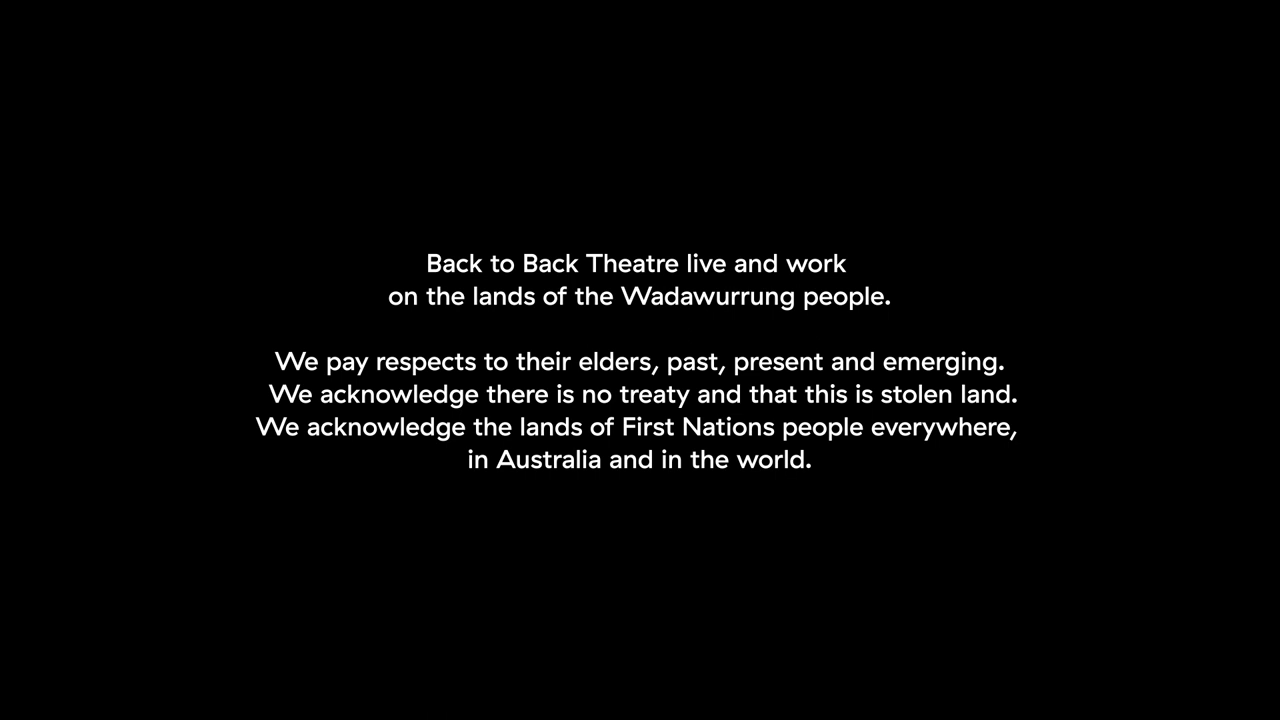 Back to Back Theatre live and work
on the lands of the Wadawurrung people.
We pay respects to their elders, past, present and emerging.
We acknowledge there is no treaty and that this is stolen land.
We acknowledge the lands of First Nations people everywhere,
in Australia and in the world.